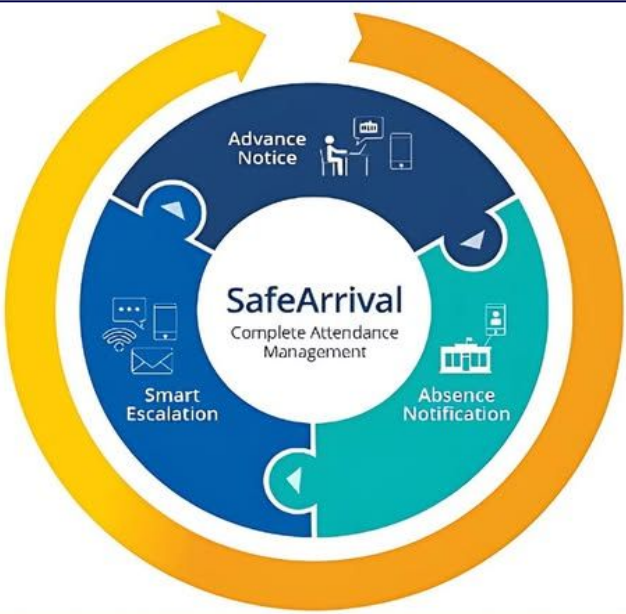 Advance
Notice
SafeArrival
Complete Attendance
Management
Smart
Escalation
Absence
Notification